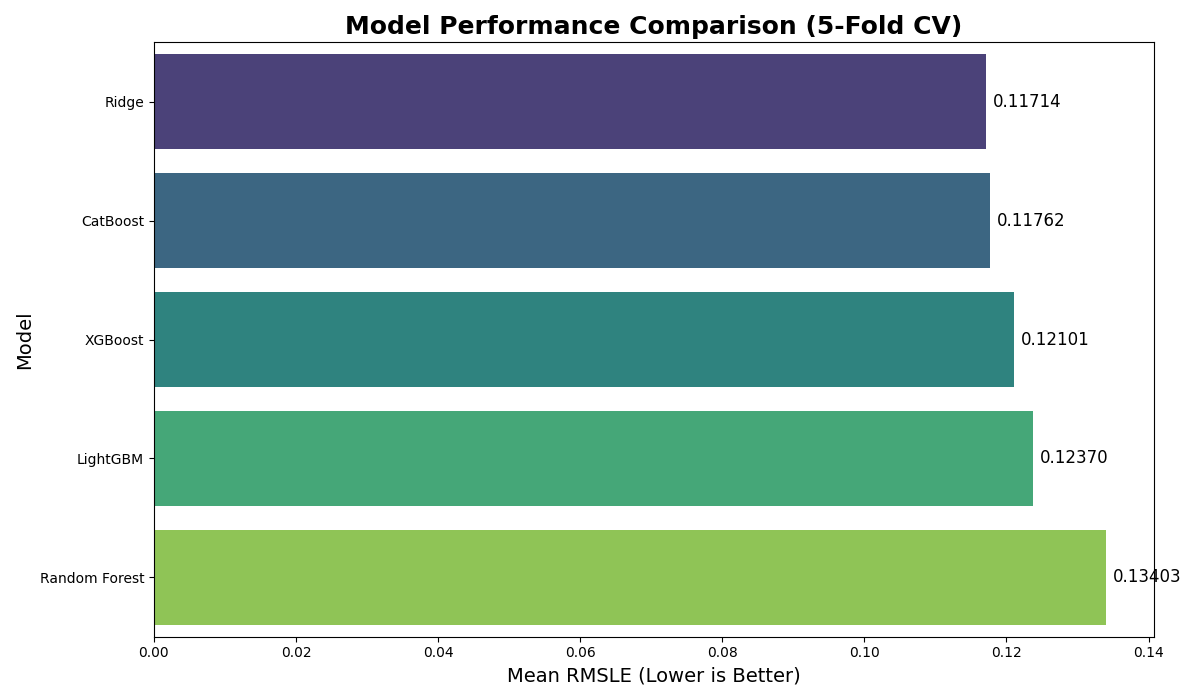 Model Performance Comparison (5-Fold CV)
Model
Ridge
0.11714
CatBoost
0.11762
XGBoost
0.12101
LightGBM
0.12370
Random Forest
0.13403
0.00 0.02 0.04 0.06 0.08 0.10 0.12 0.14
Mean RMSLE (Lower is Better)